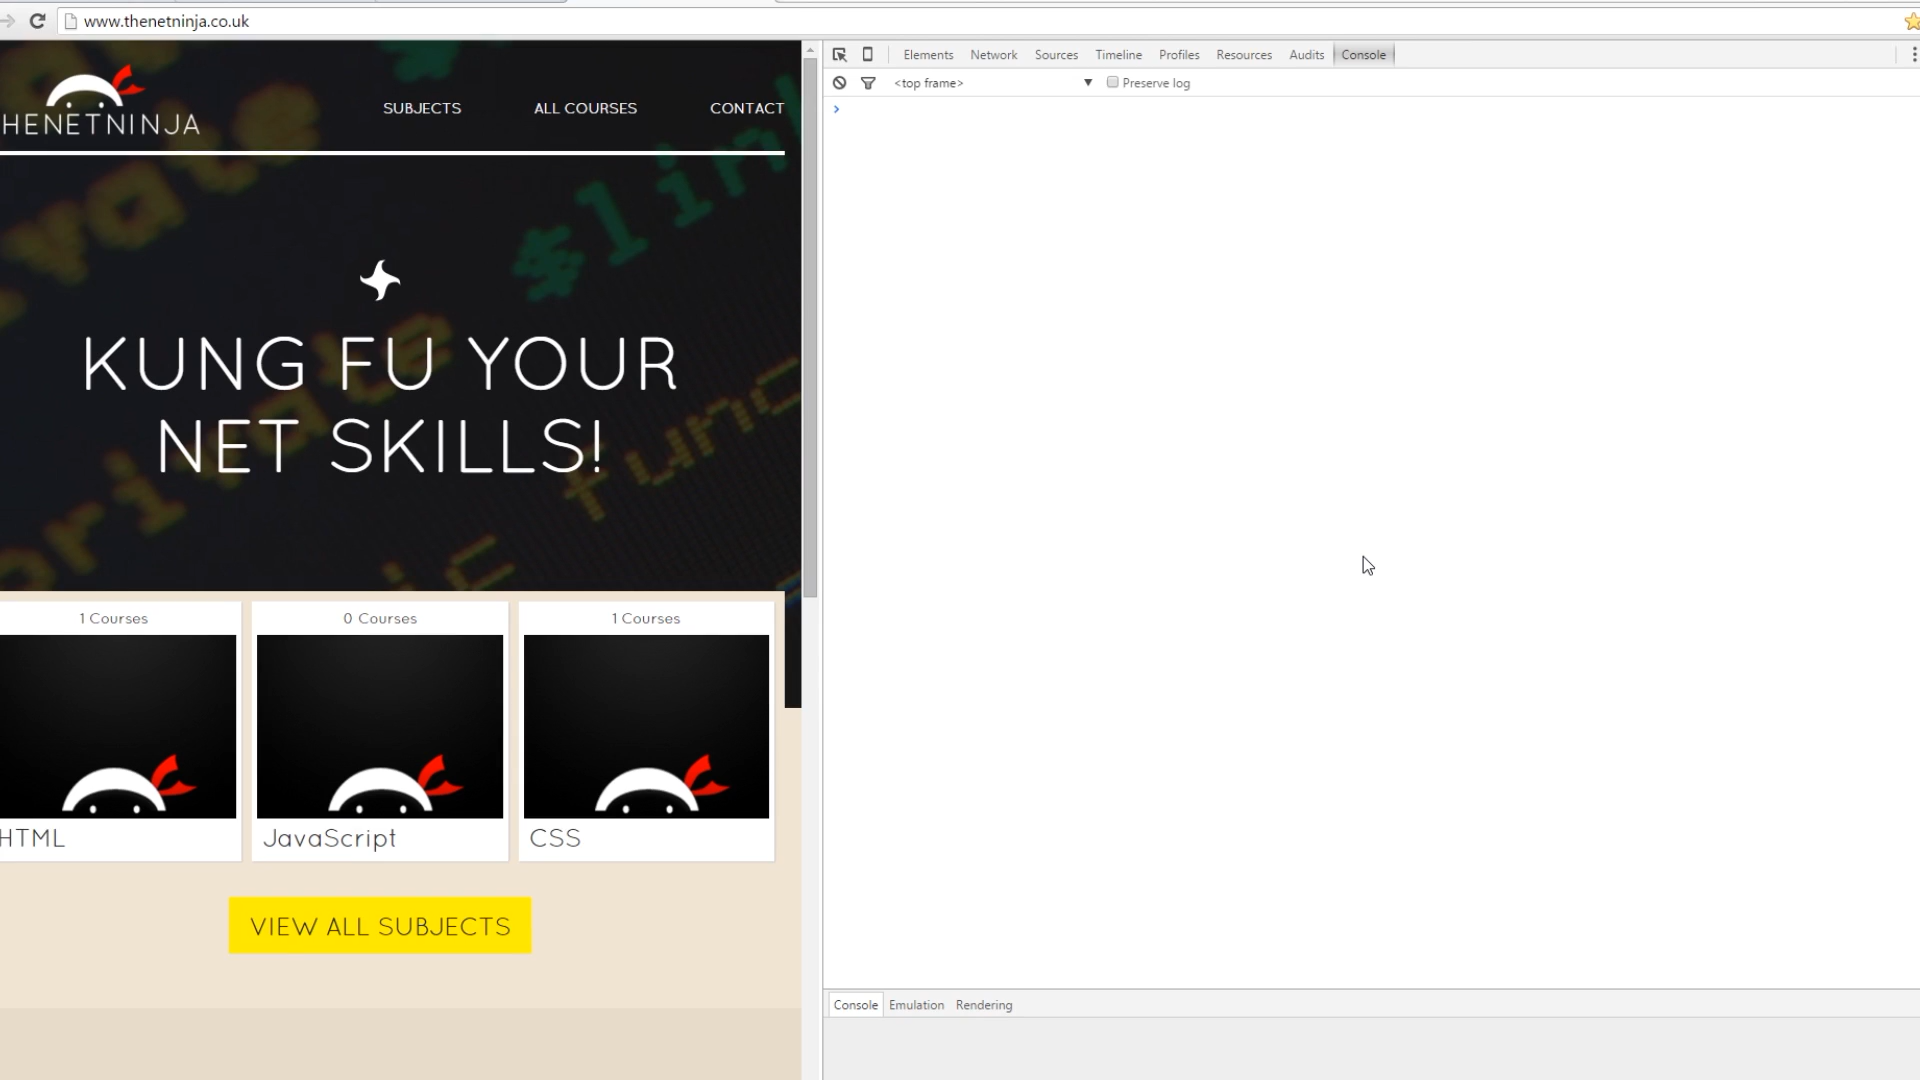 www.thenetninja.co.uk
Elements Network Sources Timeline Profiles Resources Audits Console
<top frame> ▼ Preserve log
HENETNINJA
SUBJECTS ALL COURSES CONTACT
$lin
KUNG FU YOUR
NET SKILLS!
func
1 Courses 0 Courses 1 Courses
HTML JavaScript CSS
VIEW ALL SUBJECTS
Console Emulation Rendering